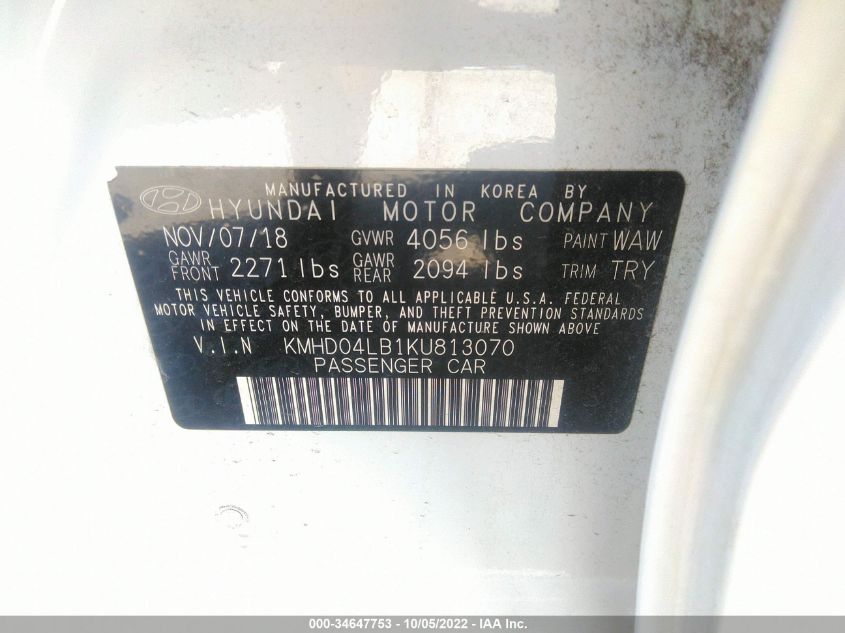 MANUFACTURED IN KOREA BY
HYUNDAI MOTOR COMPANY
NOV/07/18 GVWR 4056 lbs PAINT WAW
GAWR FRONT 2271 lbs GAWR REAR 2094 lbs TRIM TRY
THIS VEHICLE CONFORMS TO ALL APPLICABLE U.S.A. FEDERAL
MOTOR VEHICLE SAFETY, BUMPER, AND THEFT PREVENTION STANDARDS
IN EFFECT ON THE DATE OF MANUFACTURE SHOWN ABOVE.
V.I.N KMHD04LB1KU813070
PASSENGER CAR
000-34647753 - 10/05/2022 - IAA Inc.